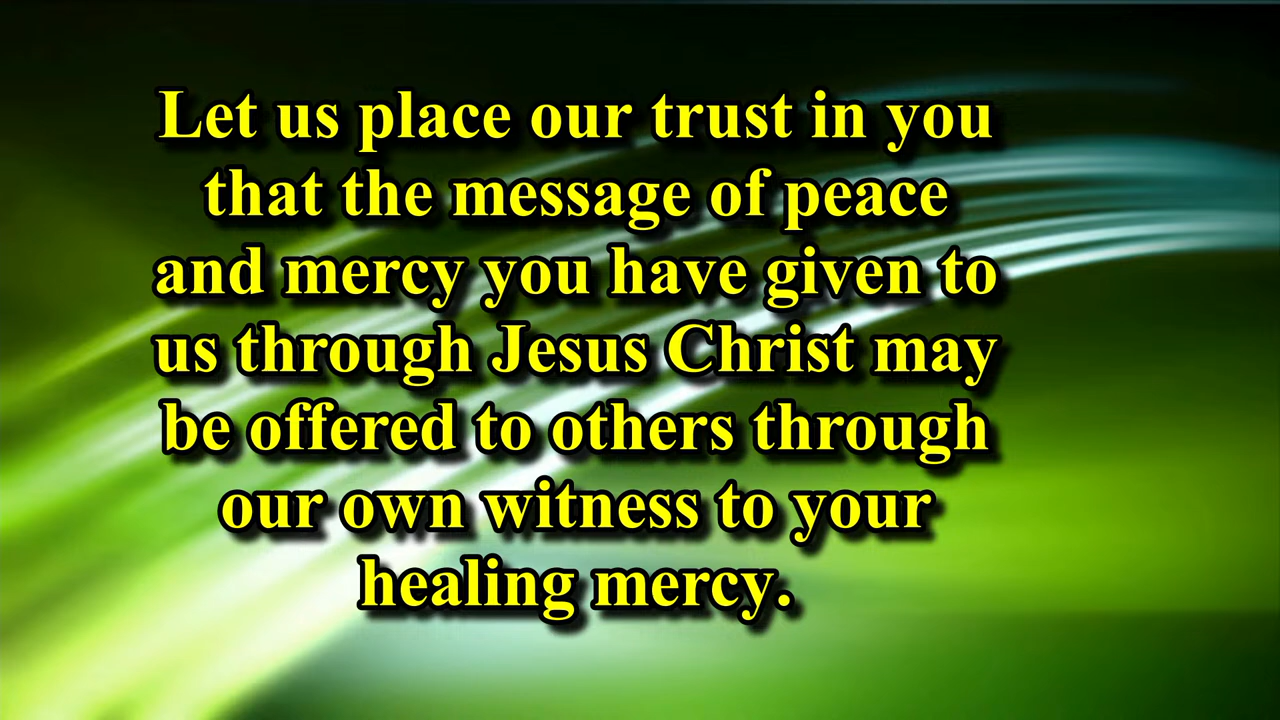 Let us place our trust in you
that the message of peace
and mercy you have given to
us through Jesus Christ may
be offered to others through
our own witness to your
healing mercy.